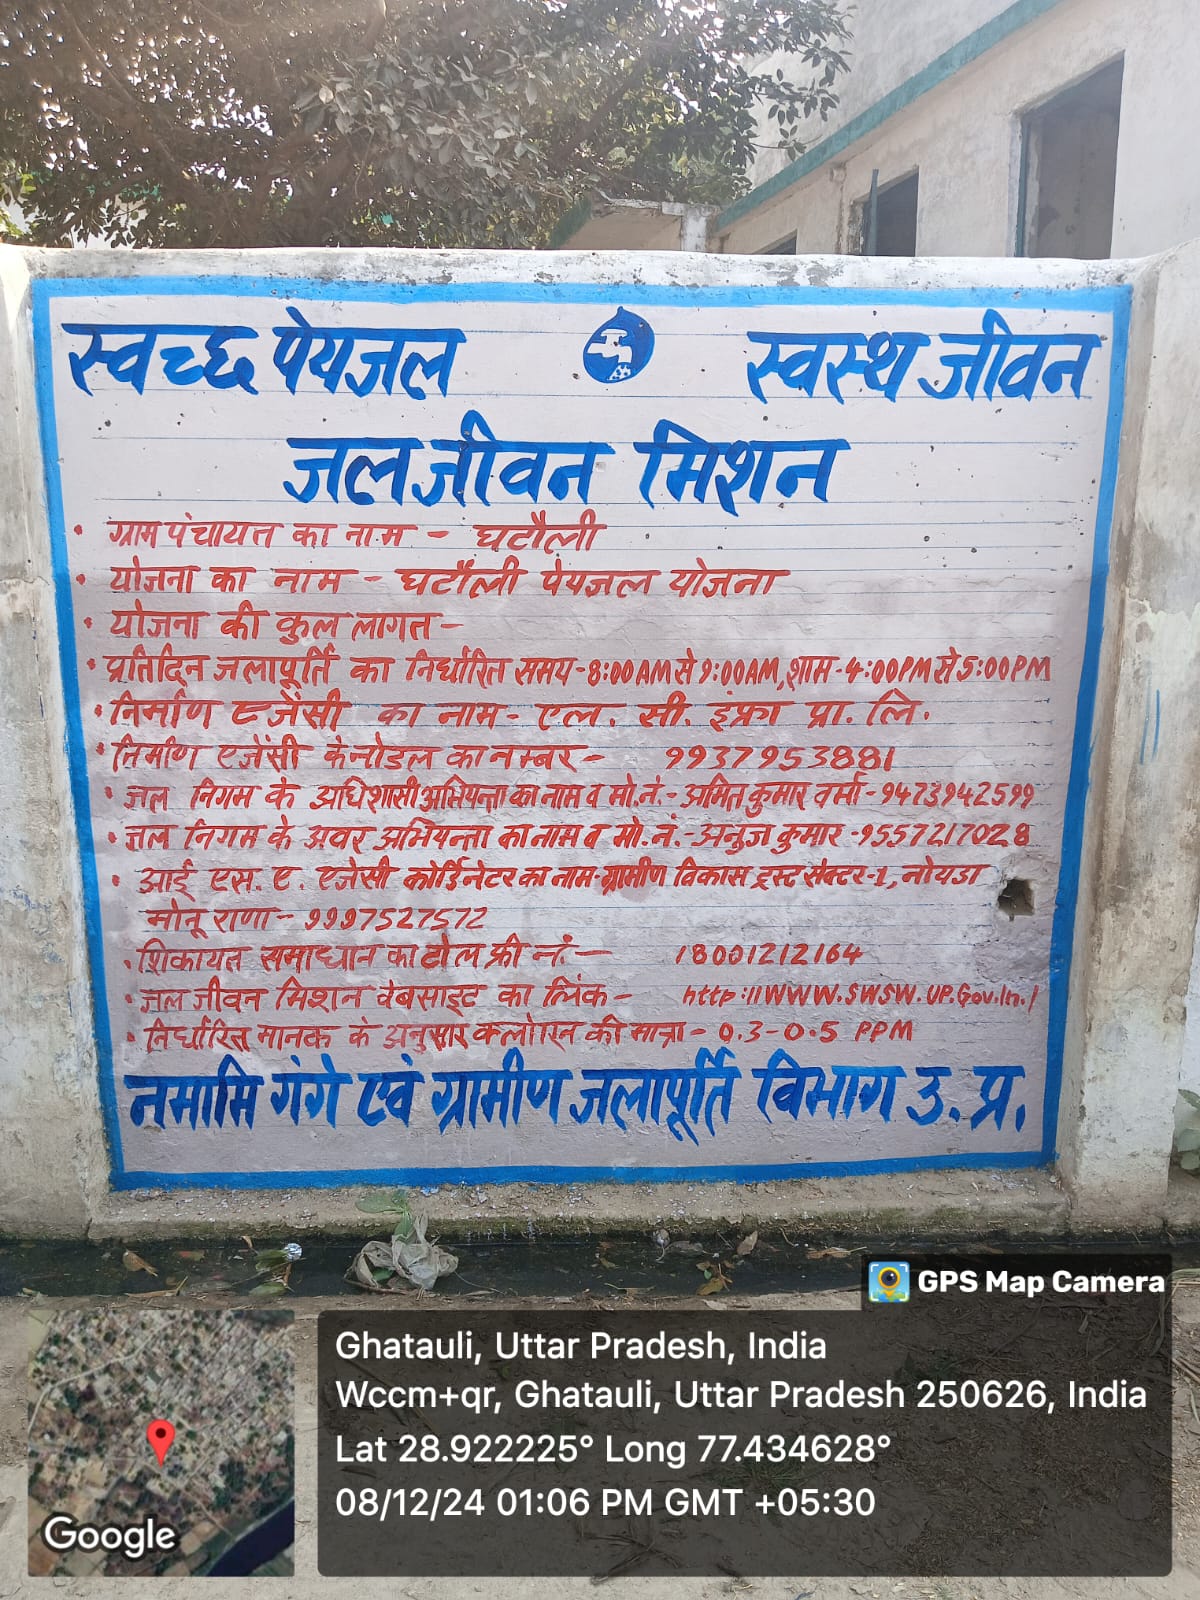 स्वच्छ पेयजल स्वस्थ जीवन
जल जीवन मिशन
• ग्राम पंचायत का नाम - घटौली
• योजना का नाम - घटौली पेयजल योजना
• योजना की कुल लागत -
• प्रतिदिन जलापूर्ति का निर्धारित समय - 8:00AM से 9:00AM, शाम - 4:00PM से 5:00PM
• निर्माण एजेंसी का नाम - एल. सी. इंफ्रा प्रा. लि.
• निर्माण एजेंसी के नोडल का नम्बर - 9937953881
• जल निगम के अधिशासी अभियन्ता का नाम व मो.नं. - अमित कुमार वर्मा - 9473942599
• जल निगम के अवर अभियन्ता का नाम व मो.नं. - अनुज कुमार - 9557217028
• आई एस. ए. एजेंसी कोर्डिनेटर का नाम - ग्रामीण विकास ट्रस्ट सेक्टर-1, नोयडा
मोनू राणा - 9997527572
• शिकायत समाधान का टोल फ्री नं. - 18001212164
• जल जीवन मिशन वेबसाइट का लिंक - http://WWW.SWSW.UP.Gov.In./
• निर्धारित मानक के अनुसार क्लोरिन की मात्रा - 0.3-0.5 PPM
नमामि गंगे एवं ग्रामीण जलापूर्ति विभाग उ. प्र.
GPS Map Camera
Ghatauli, Uttar Pradesh, India
Wccm+qr, Ghatauli, Uttar Pradesh 250626, India
Lat 28.922225° Long 77.434628°
08/12/24 01:06 PM GMT +05:30
Google